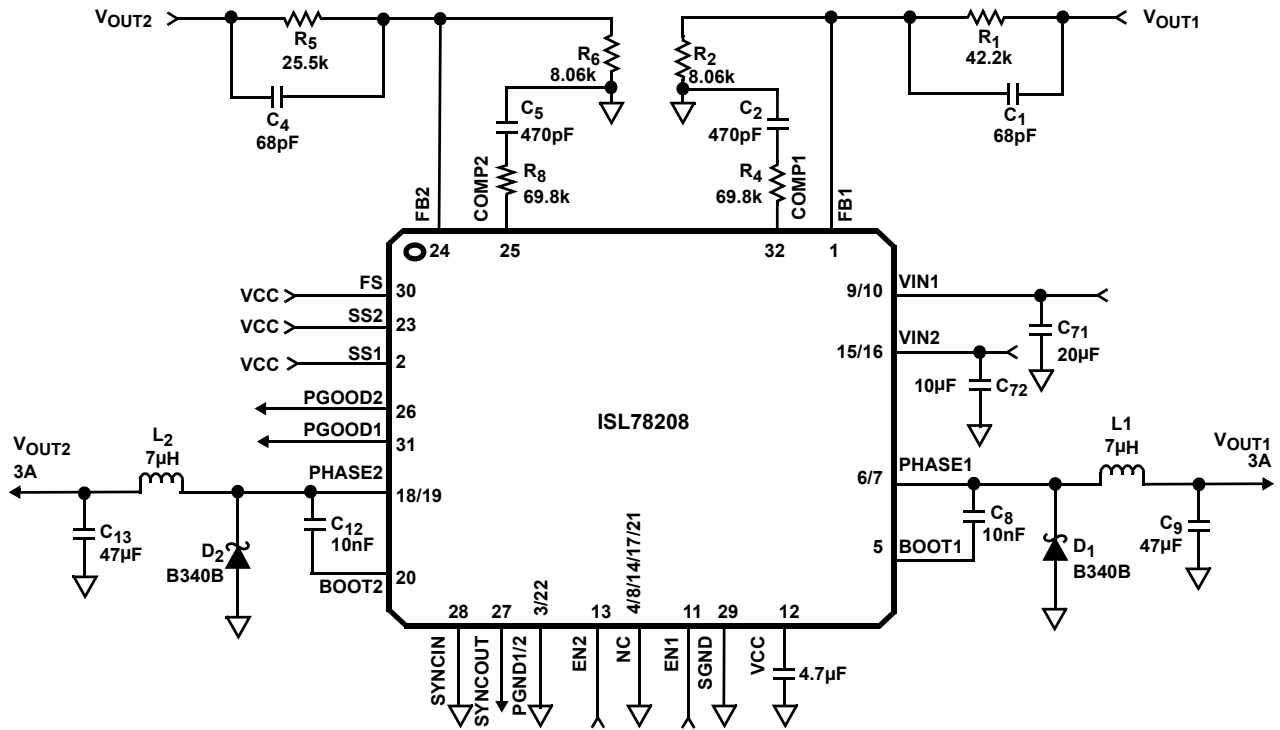 VOUT2
R5
25.5k
C4
68pF
R6
8.06k
C5
470pF
R8
69.8k
COMP2
FB2
R2
8.06k
C2
470pF
R4
69.8k
COMP1
FB1
R1
42.2k
C1
68pF
VOUT1
24
25
32
1
VCC
FS
30
VCC
SS2
23
VCC
SS1
2
PGOOD2
26
PGOOD1
31
ISL78208
9/10
VIN1
C71
20µF
15/16
VIN2
10µF
C72
VOUT2
3A
L2
7µH
PHASE2
18/19
C13
47µF
D2
B340B
C12
10nF
BOOT2
20
6/7
PHASE1
L1
7µH
VOUT1
3A
C8
10nF
5
BOOT1
D1
B340B
C9
47µF
28
27
3/22
13
4/8/14/17/21
11
29
12
SYNCIN
SYNCOUT
PGND1/2
EN2
NC
EN1
SGND
VCC
4.7µF